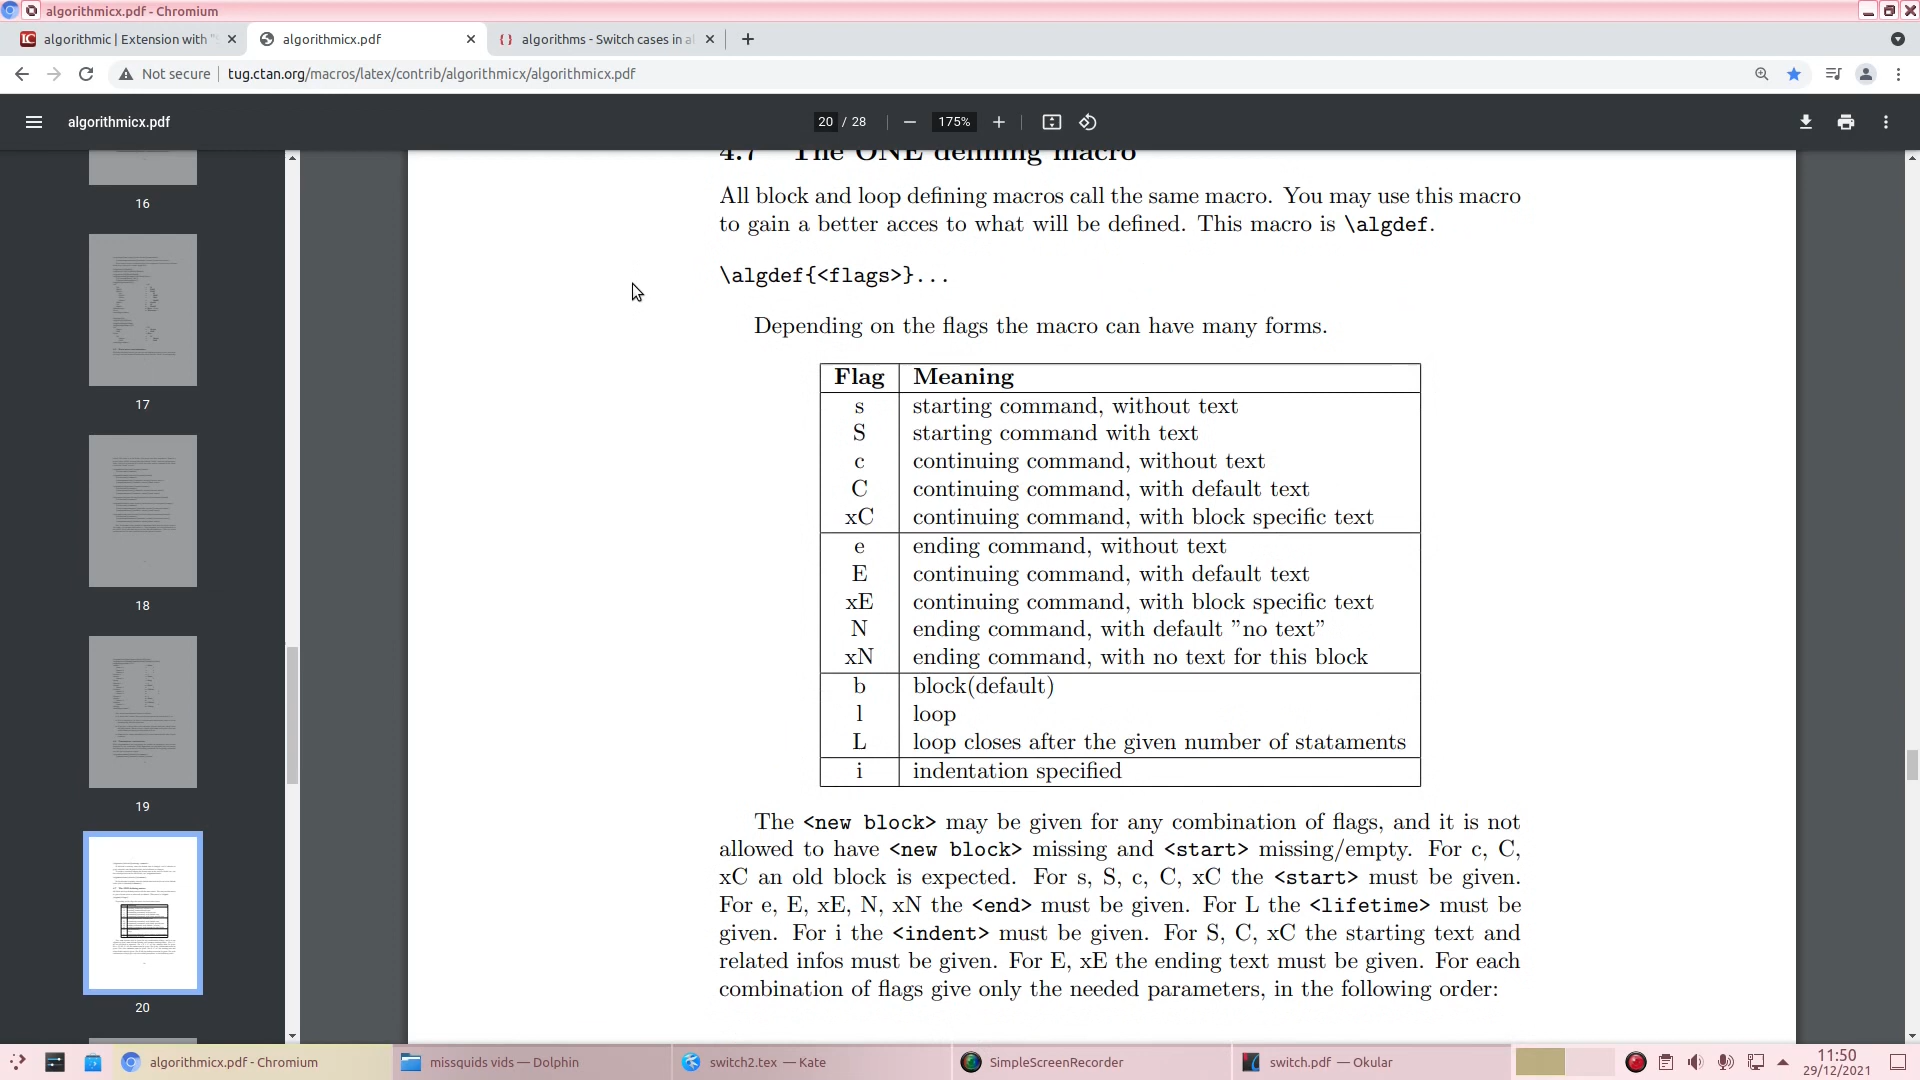 algorithmicx.pdf - Chromium
algorithmic | Extension with "S
algorithmicx.pdf
algorithms - Switch cases in al
Not secure
tug.ctan.org/macros/latex/contrib/algorithmicx/algorithmicx.pdf
algorithmicx.pdf
20 / 28
175%
16
17
18
19
20
4.7 The ONE defining macro
All block and loop defining macros call the same macro. You may use this macro
to gain a better acces to what will be defined. This macro is \algdef.
\algdef{<flags>}...
Depending on the flags the macro can have many forms.
Flag Meaning
s starting command, without text
S starting command with text
c continuing command, without text
C continuing command, with default text
xC continuing command, with block specific text
e ending command, without text
E continuing command, with default text
xE continuing command, with block specific text
N ending command, with default ”no text”
xN ending command, with no text for this block
b block(default)
l loop
L loop closes after the given number of stataments
i indentation specified
The <new block> may be given for any combination of flags, and it is not
allowed to have <new block> missing and <start> missing/empty. For c, C,
xC an old block is expected. For s, S, c, C, xC the <start> must be given.
For e, E, xE, N, xN the <end> must be given. For L the <lifetime> must be
given. For i the <indent> must be given. For S, C, xC the starting text and
related infos must be given. For E, xE the ending text must be given. For each
combination of flags give only the needed parameters, in the following order:
algorithmicx.pdf - Chromium
missquids vids — Dolphin
switch2.tex — Kate
SimpleScreenRecorder
switch.pdf — Okular
11:50
29/12/2021